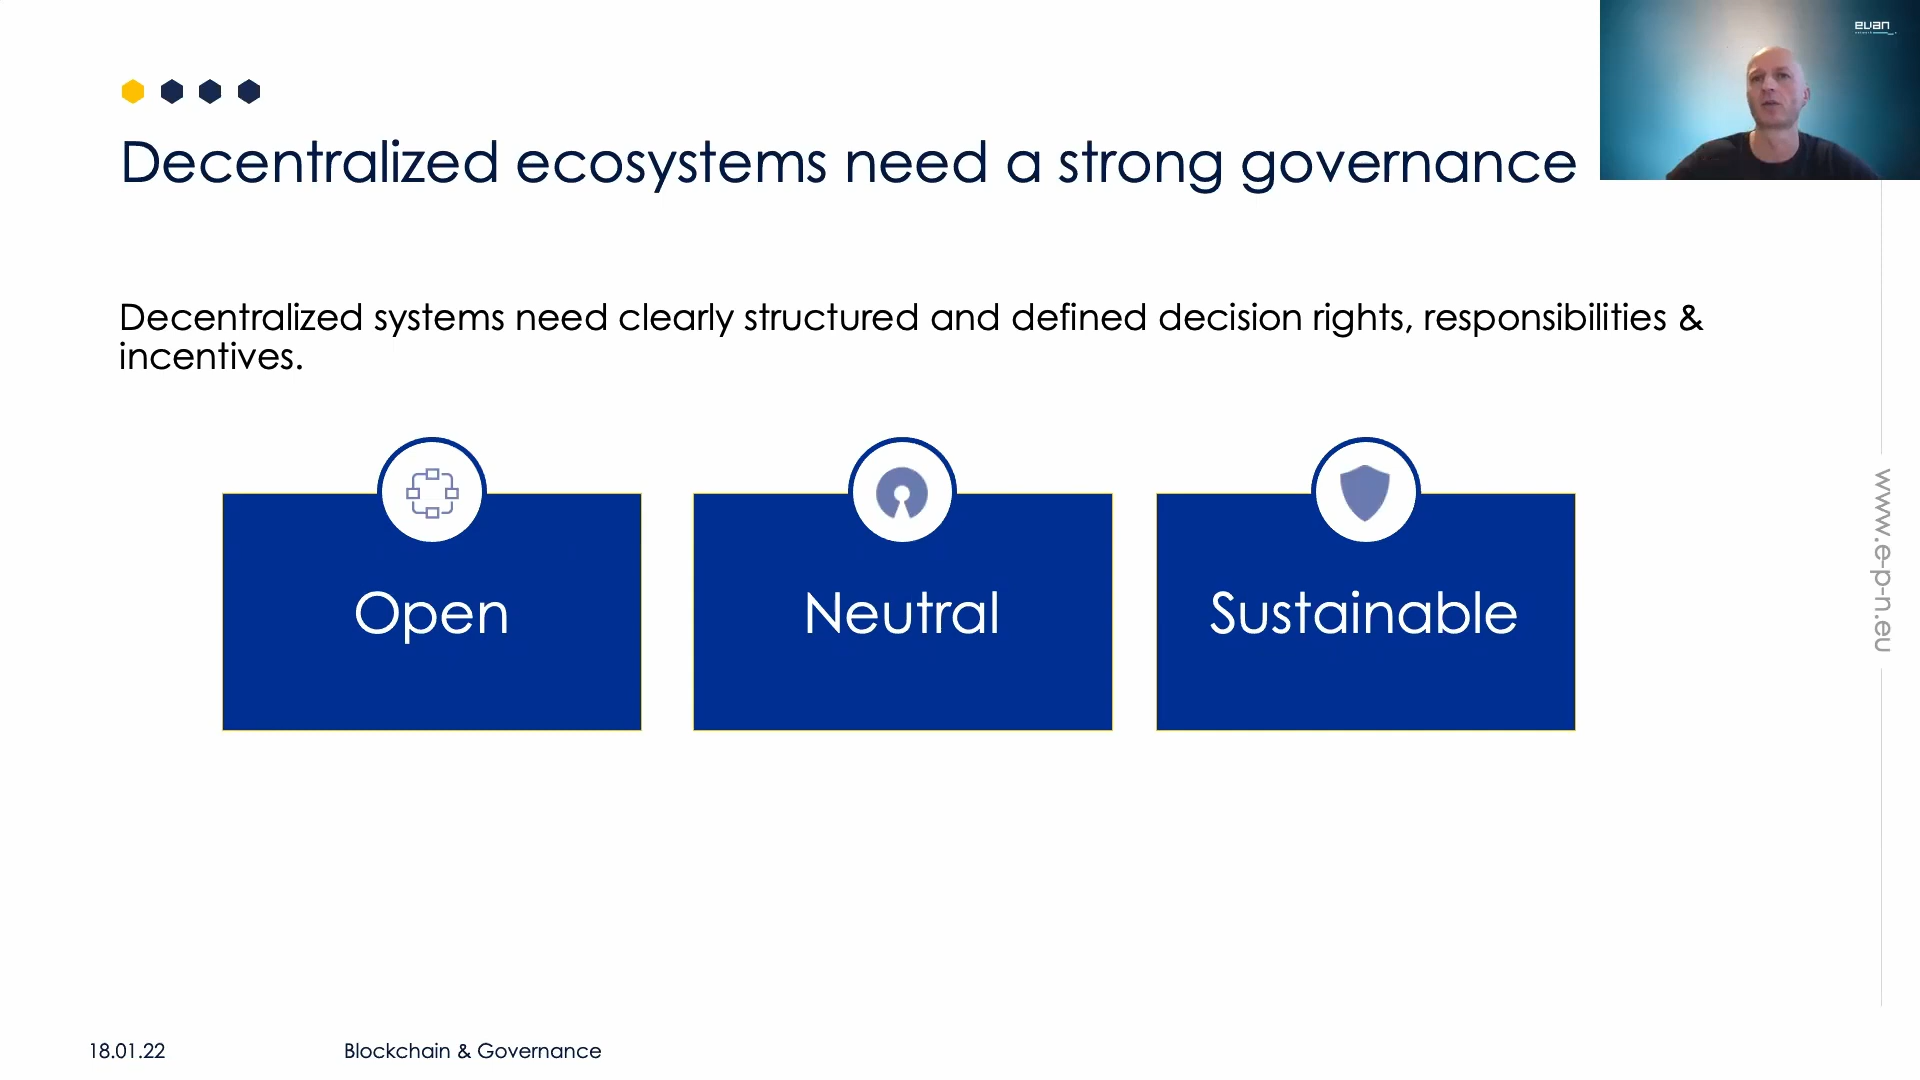 evan
Decentralized ecosystems need a strong governance
Decentralized systems need clearly structured and defined decision rights, responsibilities &
incentives.
Open
Neutral
Sustainable
www.e-p-n.eu
18.01.22
Blockchain & Governance